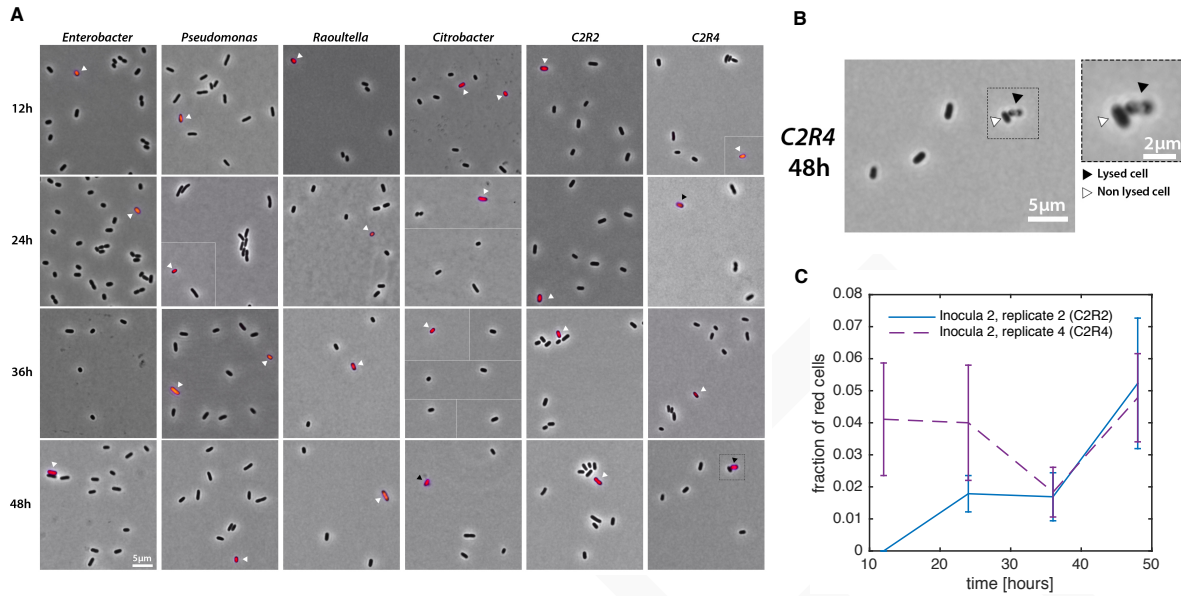 A
Enterobacter Pseudomonas Raoultella Citrobacter C2R2 C2R4
12h
24h
36h
48h
5µm
B
C2R4
48h
5µm
2µm
Lysed cell
Non lysed cell
C
0.08
0.07
0.06
0.05
0.04
0.03
0.02
0.01
0
fraction of red cells
Inocula 2, replicate 2 (C2R2)
Inocula 2, replicate 4 (C2R4)
10 20 30 40 50
time [hours]